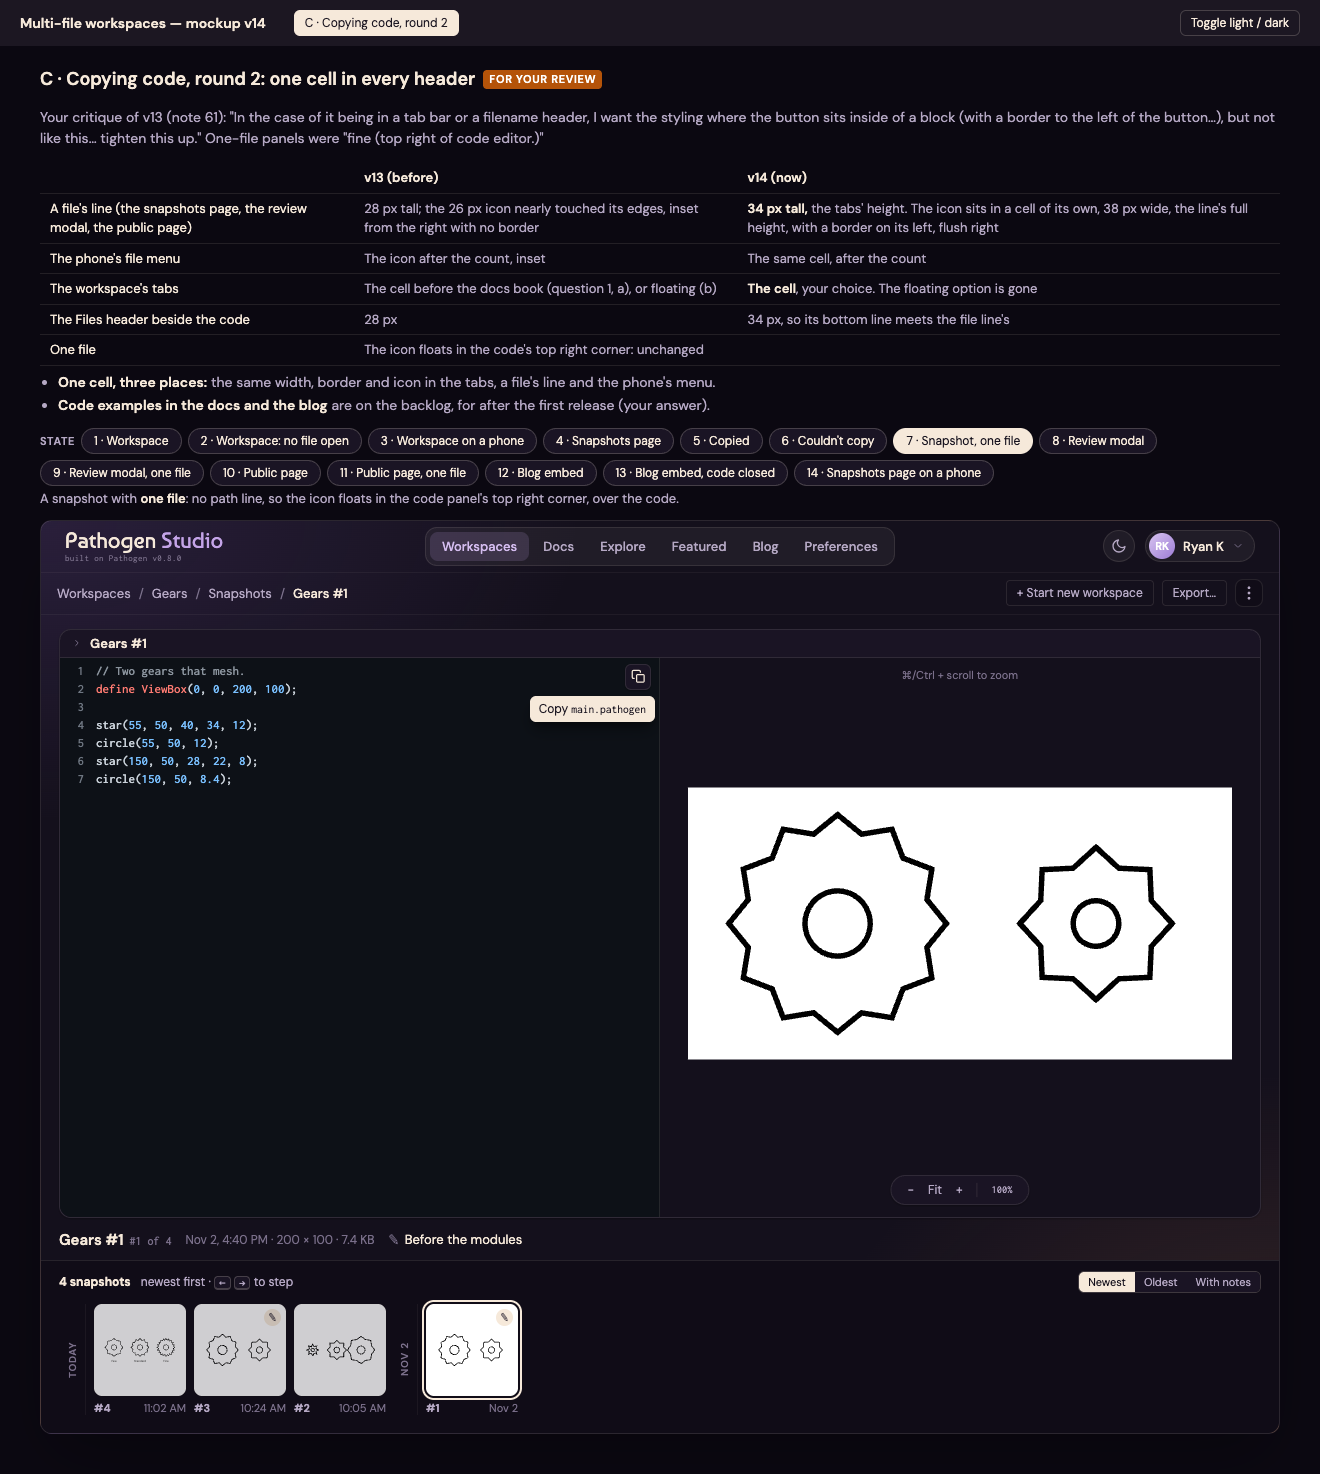 Multi-file workspaces — mockup v14
C · Copying code, round 2
Toggle light / dark
C · Copying code, round 2: one cell in every header
FOR YOUR REVIEW
Your critique of v13 (note 61): "In the case of it being in a tab bar or a filename header, I want the styling where the button sits inside of a block (with a border to the left of the button…), but not
like this… tighten this up." One-file panels were "fine (top right of code editor.)"
v13 (before)
v14 (now)
A file's line (the snapshots page, the review
modal, the public page)
28 px tall; the 26 px icon nearly touched its edges, inset
from the right with no border
34 px tall, the tabs' height. The icon sits in a cell of its own, 38 px wide, the line's full
height, with a border on its left, flush right
The phone's file menu
The icon after the count, inset
The same cell, after the count
The workspace's tabs
The cell before the docs book (question 1, a), or floating (b)
The cell, your choice. The floating option is gone
The Files header beside the code
28 px
34 px, so its bottom line meets the file line's
One file
The icon floats in the code's top right corner: unchanged
• One cell, three places: the same width, border and icon in the tabs, a file's line and the phone's menu.
• Code examples in the docs and the blog are on the backlog, for after the first release (your answer).
STATE
1 · Workspace
2 · Workspace: no file open
3 · Workspace on a phone
4 · Snapshots page
5 · Copied
6 · Couldn't copy
7 · Snapshot, one file
8 · Review modal
9 · Review modal, one file
10 · Public page
11 · Public page, one file
12 · Blog embed
13 · Blog embed, code closed
14 · Snapshots page on a phone
A snapshot with one file: no path line, so the icon floats in the code panel's top right corner, over the code.
Pathogen Studio
built on Pathogen v0.8.0
Workspaces
Docs
Explore
Featured
Blog
Preferences
RK
Ryan K
Workspaces / Gears / Snapshots / Gears #1
+ Start new workspace
Export…
Gears #1
1 // Two gears that mesh.
2 define ViewBox(0, 0, 200, 100);
3
4 star(55, 50, 40, 34, 12);
5 circle(55, 50, 12);
6 star(150, 50, 28, 22, 8);
7 circle(150, 50, 8.4);
Copy main.pathogen
⌘/Ctrl + scroll to zoom
− Fit + 100%
Gears #1 #1 of 4 Nov 2, 4:40 PM · 200 × 100 · 7.4 KB ✎ Before the modules
4 snapshots newest first · ← → to step
Newest
Oldest
With notes
TODAY
#4 11:02 AM
#3 10:24 AM
#2 10:05 AM
NOV 2
#1 Nov 2